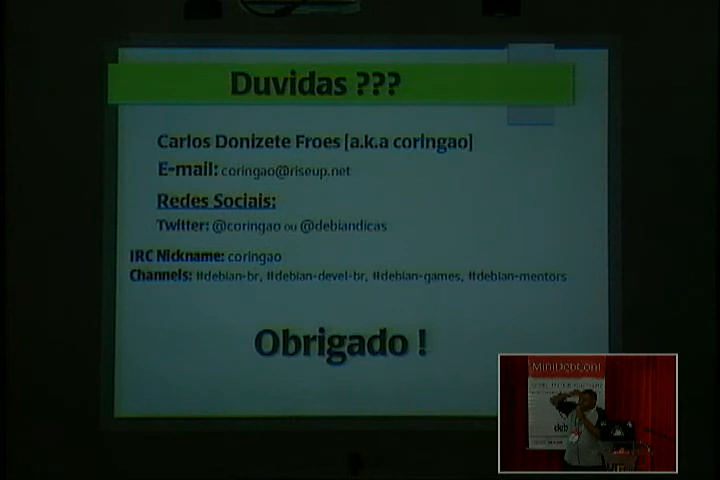 Duvidas ???
Carlos Donizete Froes [a.k.a coringao]
E-mail: coringao@riseup.net
Redes Sociais:
Twitter: @coringao ou @debiandicas
IRC Nickname: coringao
Channels: #debian-br, #debian-devel-br, #debian-games, #debian-mentors
Obrigado !
MiniDebConf
deb